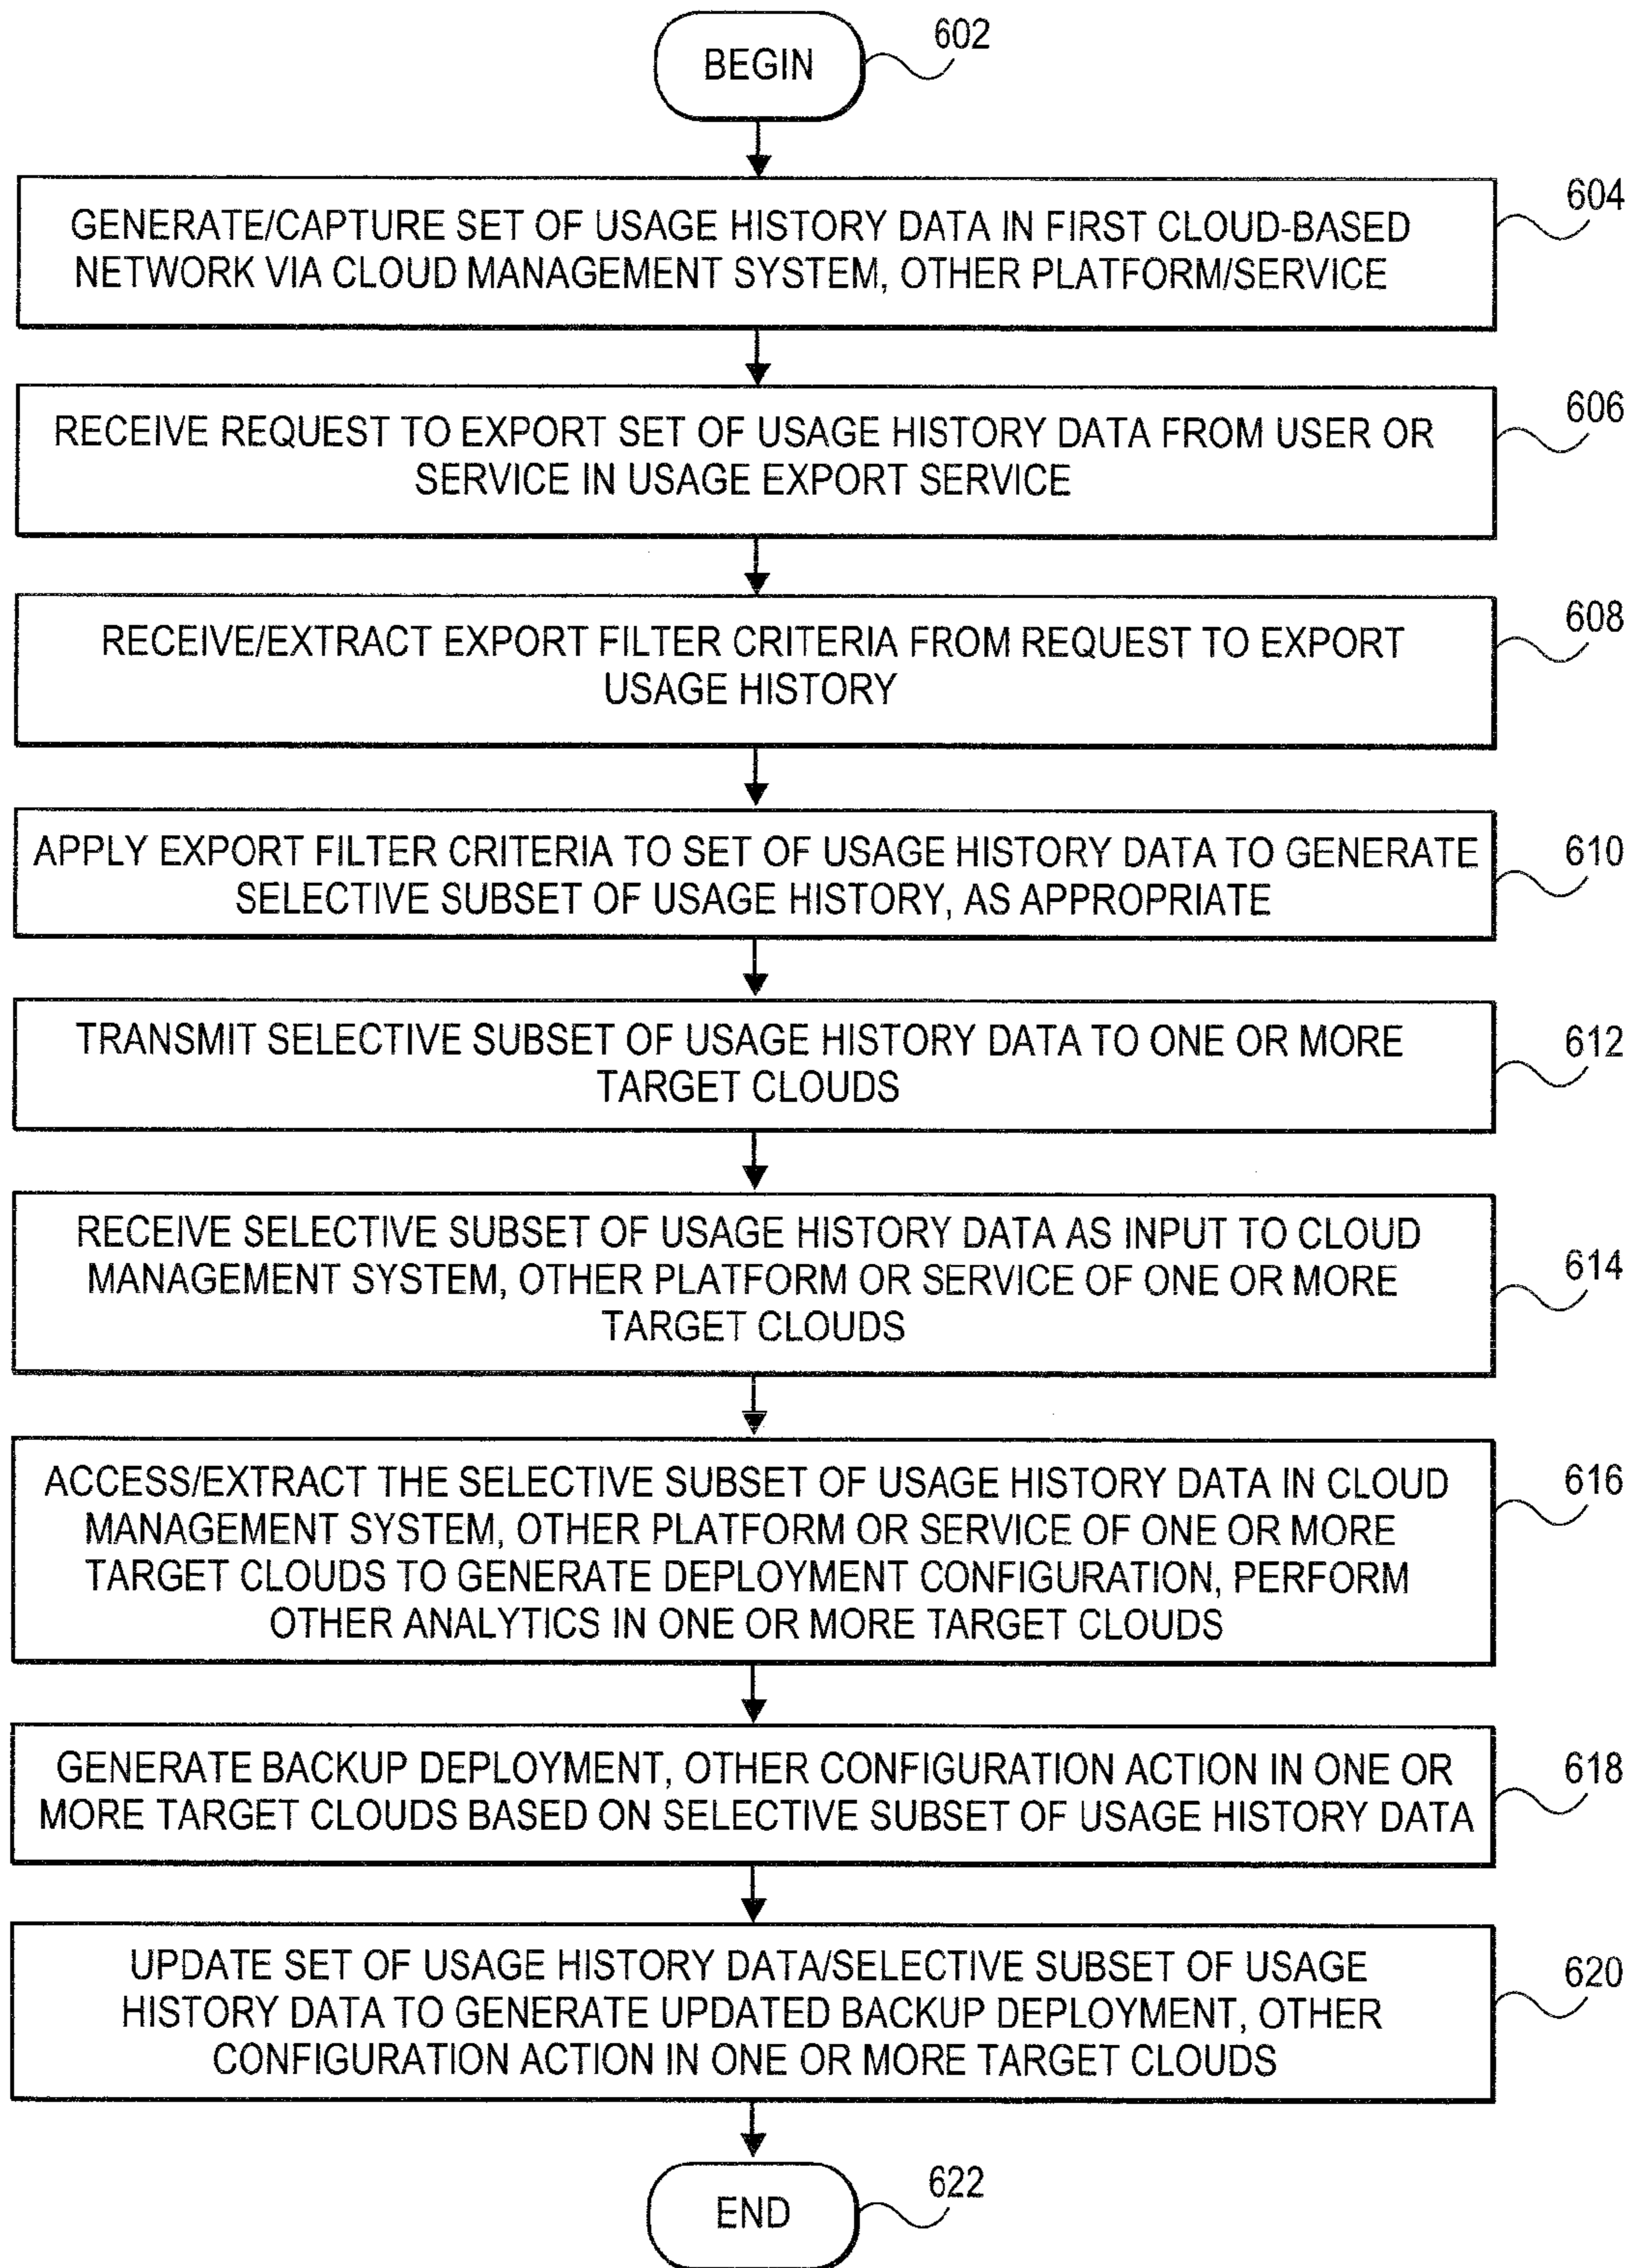 BEGIN
602
604
GENERATE/CAPTURE SET OF USAGE HISTORY DATA IN FIRST CLOUD-BASED
NETWORK VIA CLOUD MANAGEMENT SYSTEM, OTHER PLATFORM/SERVICE
606
RECEIVE REQUEST TO EXPORT SET OF USAGE HISTORY DATA FROM USER OR
SERVICE IN USAGE EXPORT SERVICE
608
RECEIVE/EXTRACT EXPORT FILTER CRITERIA FROM REQUEST TO EXPORT
USAGE HISTORY
610
APPLY EXPORT FILTER CRITERIA TO SET OF USAGE HISTORY DATA TO GENERATE
SELECTIVE SUBSET OF USAGE HISTORY, AS APPROPRIATE
612
TRANSMIT SELECTIVE SUBSET OF USAGE HISTORY DATA TO ONE OR MORE
TARGET CLOUDS
614
RECEIVE SELECTIVE SUBSET OF USAGE HISTORY DATA AS INPUT TO CLOUD
MANAGEMENT SYSTEM, OTHER PLATFORM OR SERVICE OF ONE OR MORE
TARGET CLOUDS
616
ACCESS/EXTRACT THE SELECTIVE SUBSET OF USAGE HISTORY DATA IN CLOUD
MANAGEMENT SYSTEM, OTHER PLATFORM OR SERVICE OF ONE OR MORE
TARGET CLOUDS TO GENERATE DEPLOYMENT CONFIGURATION, PERFORM
OTHER ANALYTICS IN ONE OR MORE TARGET CLOUDS
618
GENERATE BACKUP DEPLOYMENT, OTHER CONFIGURATION ACTION IN ONE OR
MORE TARGET CLOUDS BASED ON SELECTIVE SUBSET OF USAGE HISTORY DATA
620
UPDATE SET OF USAGE HISTORY DATA/SELECTIVE SUBSET OF USAGE
HISTORY DATA TO GENERATE UPDATED BACKUP DEPLOYMENT, OTHER
CONFIGURATION ACTION IN ONE OR MORE TARGET CLOUDS
END
622